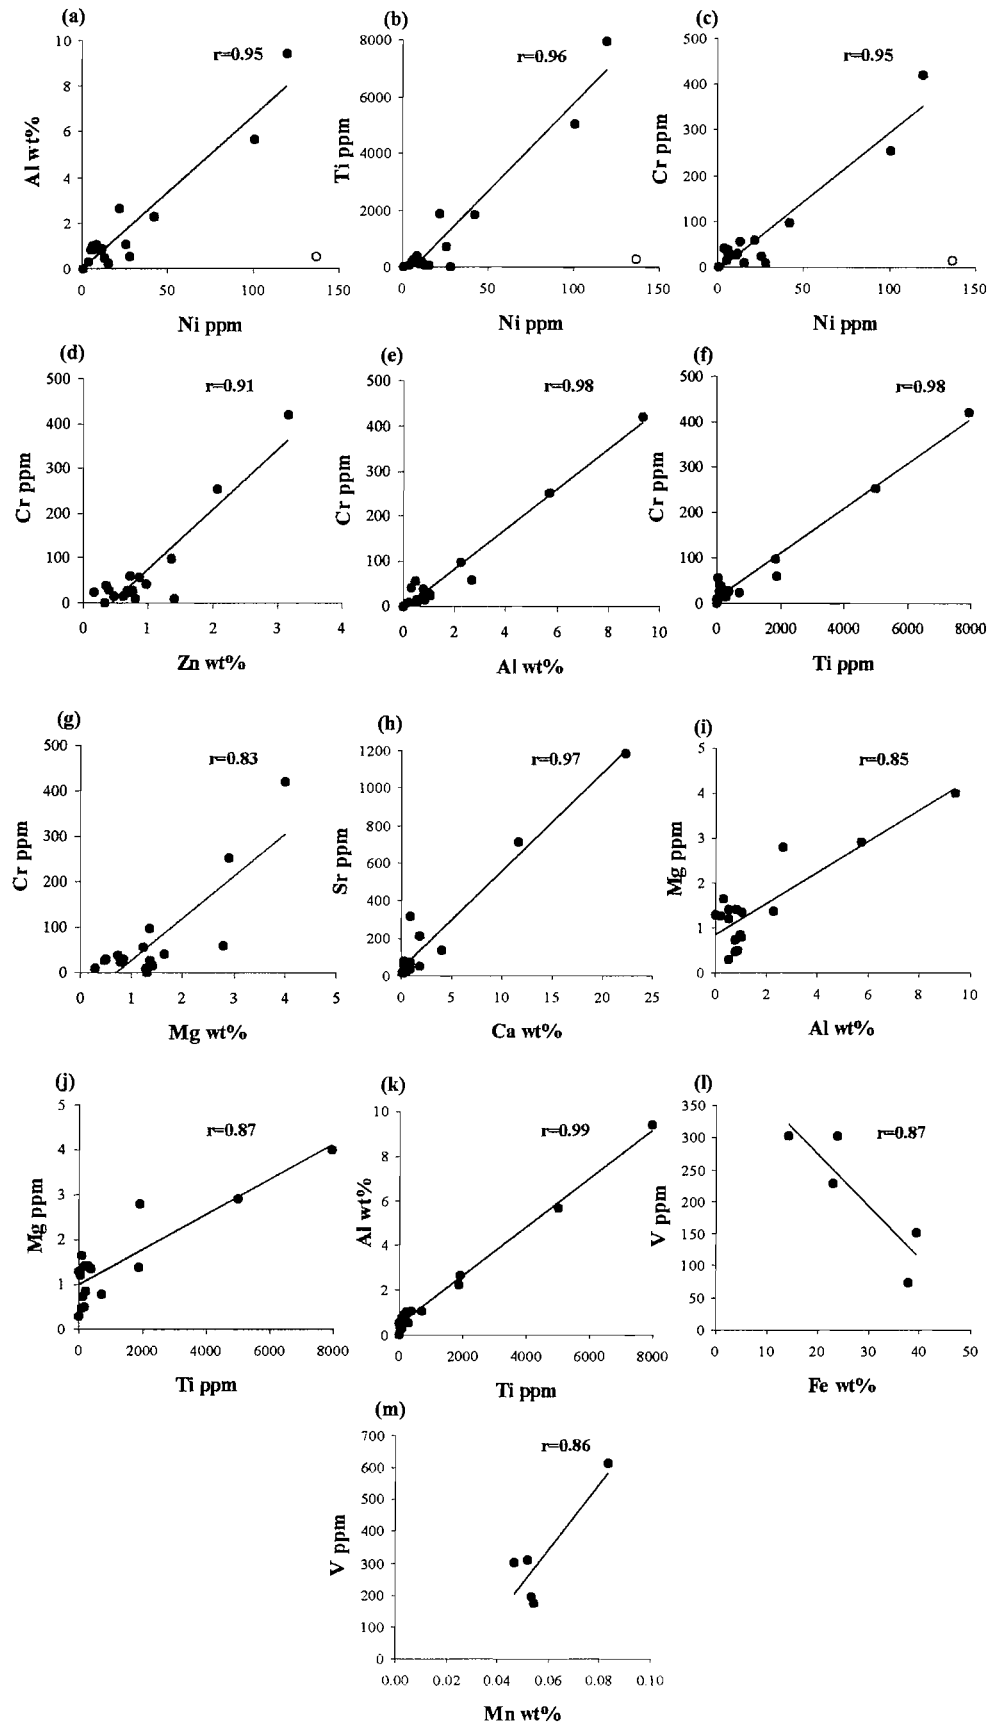 (a)
r=0.95
10
8
6
4
2
0
Al wt%
0 50 100 150
Ni ppm
(b)
r=0.96
8000
6000
4000
2000
0
Ti ppm
0 50 100 150
Ni ppm
(c)
r=0.95
500
400
300
200
100
0
Cr ppm
0 50 100 150
Ni ppm
(d)
r=0.91
500
400
300
200
100
0
Cr ppm
0 1 2 3 4
Zn wt%
(e)
r=0.98
500
400
300
200
100
0
Cr ppm
0 2 4 6 8 10
Al wt%
(f)
r=0.98
500
400
300
200
100
0
Cr ppm
0 2000 4000 6000 8000
Ti ppm
(g)
r=0.83
500
400
300
200
100
0
Cr ppm
0 1 2 3 4 5
Mg wt%
(h)
r=0.97
1200
1000
800
600
400
200
0
Sr ppm
0 5 10 15 20 25
Ca wt%
(i)
r=0.85
5
4
3
2
1
0
Mg ppm
0 2 4 6 8 10
Al wt%
(j)
r=0.87
5
4
3
2
1
0
Mg ppm
0 2000 4000 6000 8000
Ti ppm
(k)
r=0.99
10
8
6
4
2
0
Al wt%
0 2000 4000 6000 8000
Ti ppm
(l)
r=0.87
350
300
250
200
150
100
50
0
V ppm
0 10 20 30 40 50
Fe wt%
(m)
r=0.86
700
600
500
400
300
200
100
0
V ppm
0.00 0.02 0.04 0.06 0.08 0.10
Mn wt%